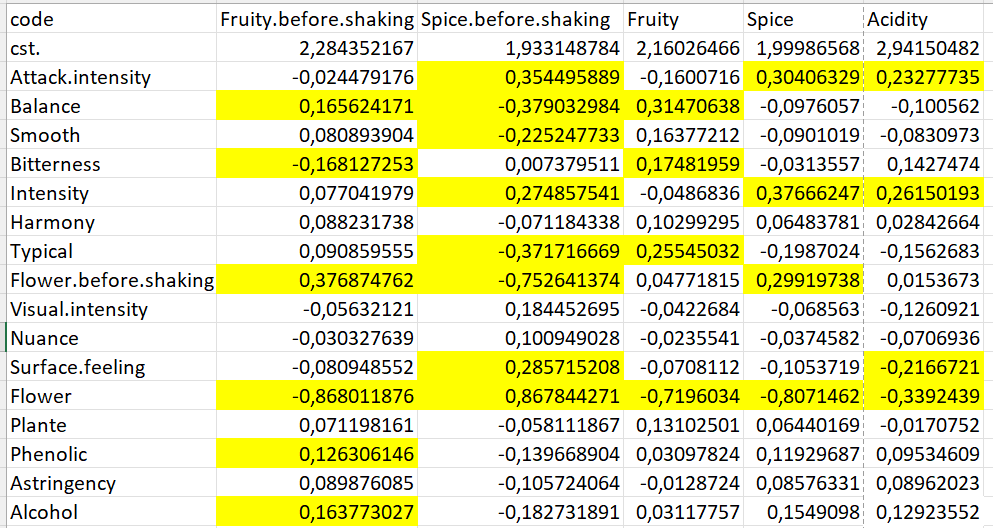 code Fruity.before.shaking Spice.before.shaking Fruity Spice Acidity
cst. 2,284352167 1,933148784 2,16026466 1,99986568 2,94150482
Attack.intensity -0,024479176 0,354495889 -0,1600716 0,30406329 0,23277735
Balance 0,165624171 -0,379032984 0,31470638 -0,0976057 -0,100562
Smooth 0,080893904 -0,225247733 0,16377212 -0,0901019 -0,0830973
Bitterness -0,168127253 0,007379511 0,17481959 -0,0313557 0,1427474
Intensity 0,077041979 0,274857541 -0,0486836 0,37666247 0,26150193
Harmony 0,088231738 -0,071184338 0,10299295 0,06483781 0,02842664
Typical 0,090859555 -0,371716669 0,25545032 -0,1987024 -0,1562683
Flower.before.shaking 0,376874762 -0,752641374 0,04771815 0,29919738 0,0153673
Visual.intensity -0,05632121 0,184452695 -0,0422684 -0,068563 -0,1260921
Nuance -0,030327639 0,100949028 -0,0235541 -0,0374582 -0,0706936
Surface.feeling -0,080948552 0,285715208 -0,0708112 -0,1053719 -0,2166721
Flower -0,868011876 0,867844271 -0,7196034 -0,8071462 -0,3392439
Plante 0,071198161 -0,058111867 0,13102501 0,06440169 -0,0170752
Phenolic 0,126306146 -0,139668904 0,03097824 0,11929687 0,09534609
Astringency 0,089876085 -0,105724064 -0,0128724 0,08576331 0,08962023
Alcohol 0,163773027 -0,182731891 0,03117757 0,1549098 0,12923552